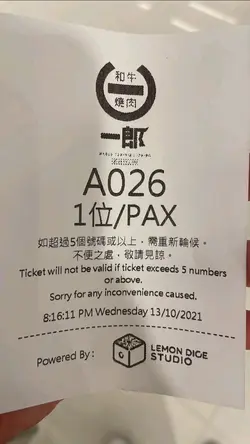 和牛
一
燒肉
一郎
A026
1位/PAX
如超過5個號碼或以上，需重新輪候。
不便之處，敬請見諒。
Ticket will not be valid if ticket exceeds 5 numbers
or above.
Sorry for any inconvenience caused.
8:16:11 PM Wednesday 13/10/2021
Powered By:
LEMON DICE
STUDIO